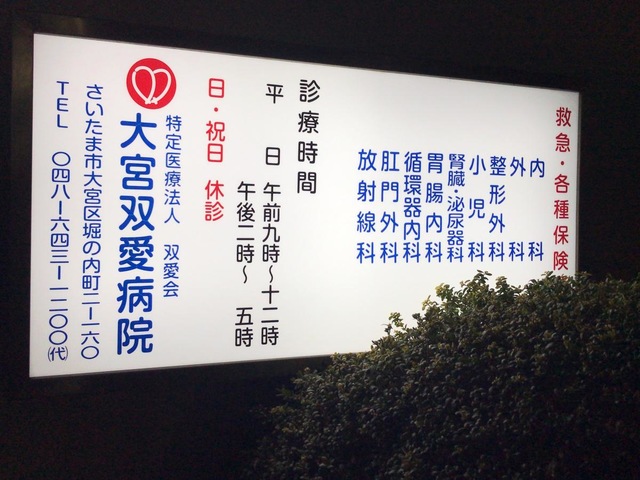 救急・各種保険
内科
外科
整形外科
小児科
腎臓・泌尿器科
胃腸内科
循環器内科
肛門外科
放射線科
診療時間
平日 午前九時～十二時
午後二時～五時
日・祝日 休診
特定医療法人 双愛会
大宮双愛病院
さいたま市大宮区堀の内町二ー一六〇
TEL 〇四八ー六四三ー一二〇〇(代)